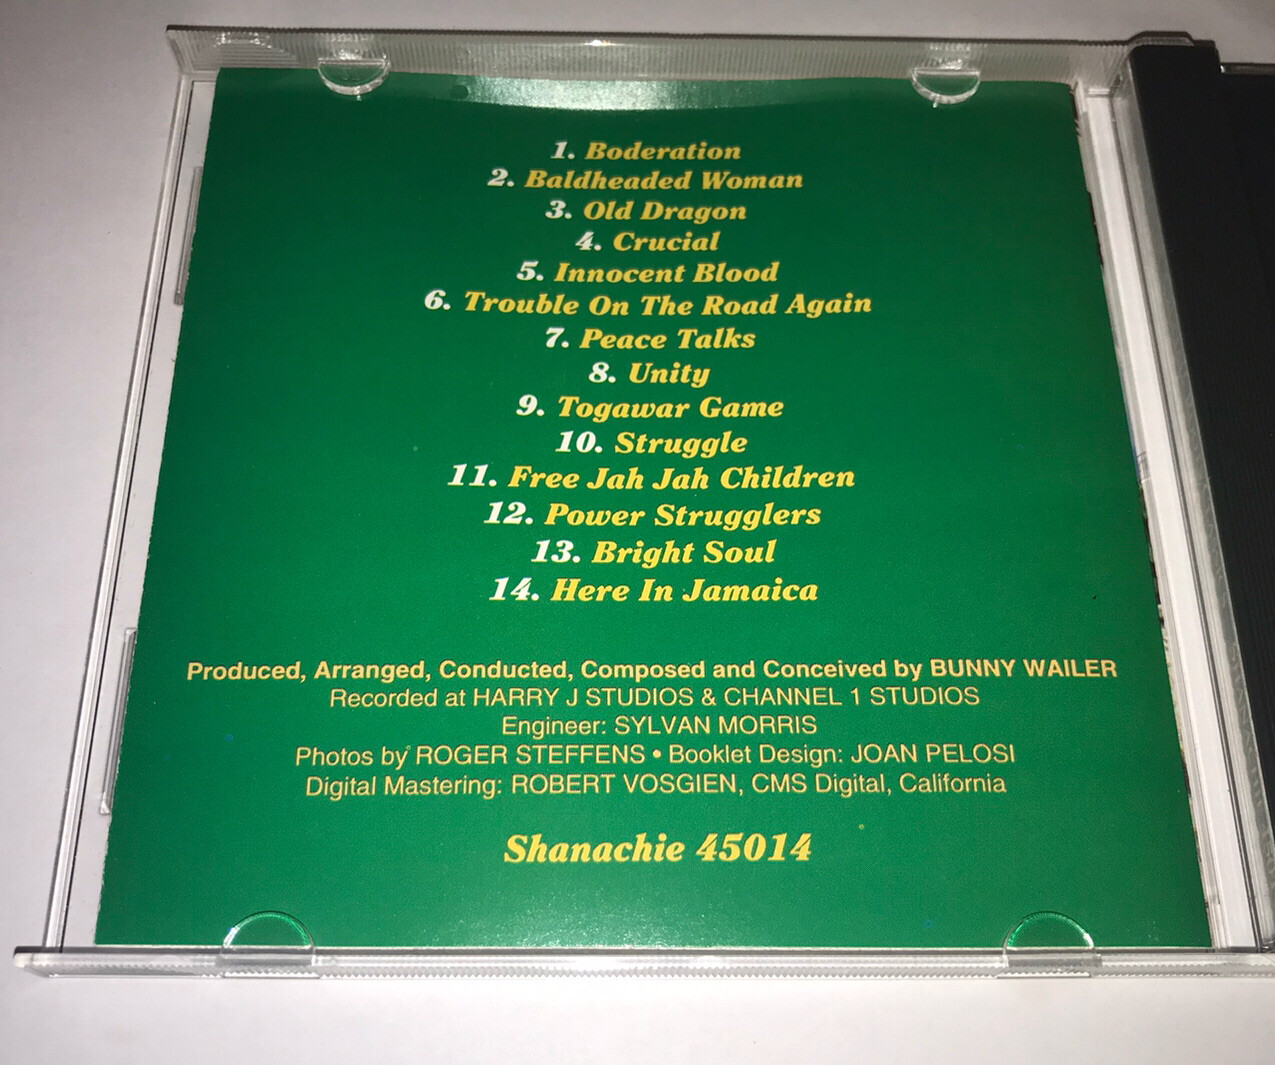 1. Boderation
2. Baldheaded Woman
3. Old Dragon
4. Crucial
5. Innocent Blood
6. Trouble On The Road Again
7. Peace Talks
8. Unity
9. Togawar Game
10. Struggle
11. Free Jah Jah Children
12. Power Strugglers
13. Bright Soul
14. Here In Jamaica
Produced, Arranged, Conducted, Composed and Conceived by BUNNY WAILER
Recorded at HARRY J STUDIOS & CHANNEL 1 STUDIOS
Engineer: SYLVAN MORRIS
Photos by ROGER STEFFENS • Booklet Design: JOAN PELOSI
Digital Mastering: ROBERT VOSGIEN, CMS Digital, California
Shanachie 45014